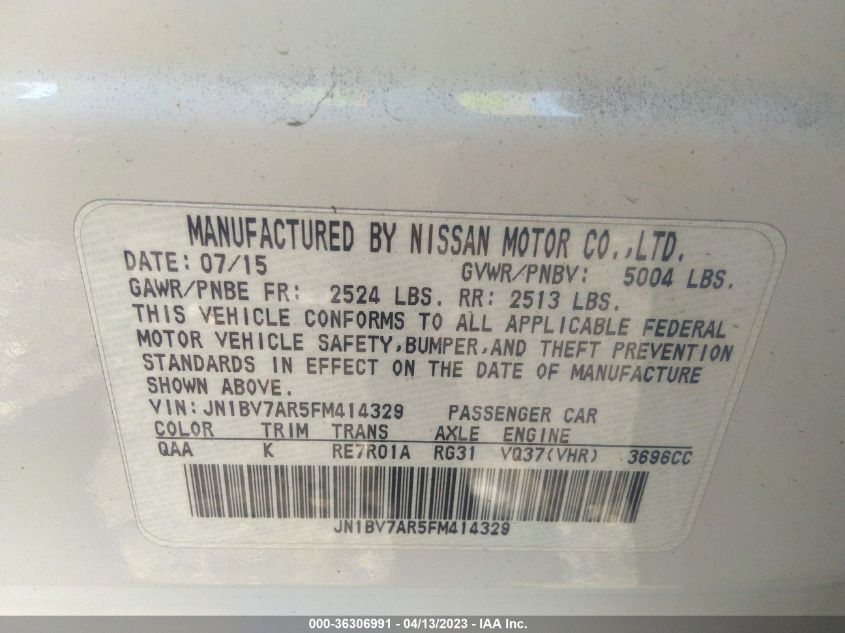 MANUFACTURED BY NISSAN MOTOR CO.,LTD.
DATE: 07/15 GVWR/PNBV: 5004 LBS.
GAWR/PNBE FR: 2524 LBS. RR: 2513 LBS.
THIS VEHICLE CONFORMS TO ALL APPLICABLE FEDERAL
MOTOR VEHICLE SAFETY,BUMPER,AND THEFT PREVENTION
STANDARDS IN EFFECT ON THE DATE OF MANUFACTURE
SHOWN ABOVE.
VIN: JN1BV7AR5FM414329 PASSENGER CAR
COLOR TRIM TRANS AXLE ENGINE
QAA K RE7R01A RG31 VQ37(VHR) 3696CC
JN1BV7AR5FM414329
000-36306991 - 04/13/2023 - IAA Inc.